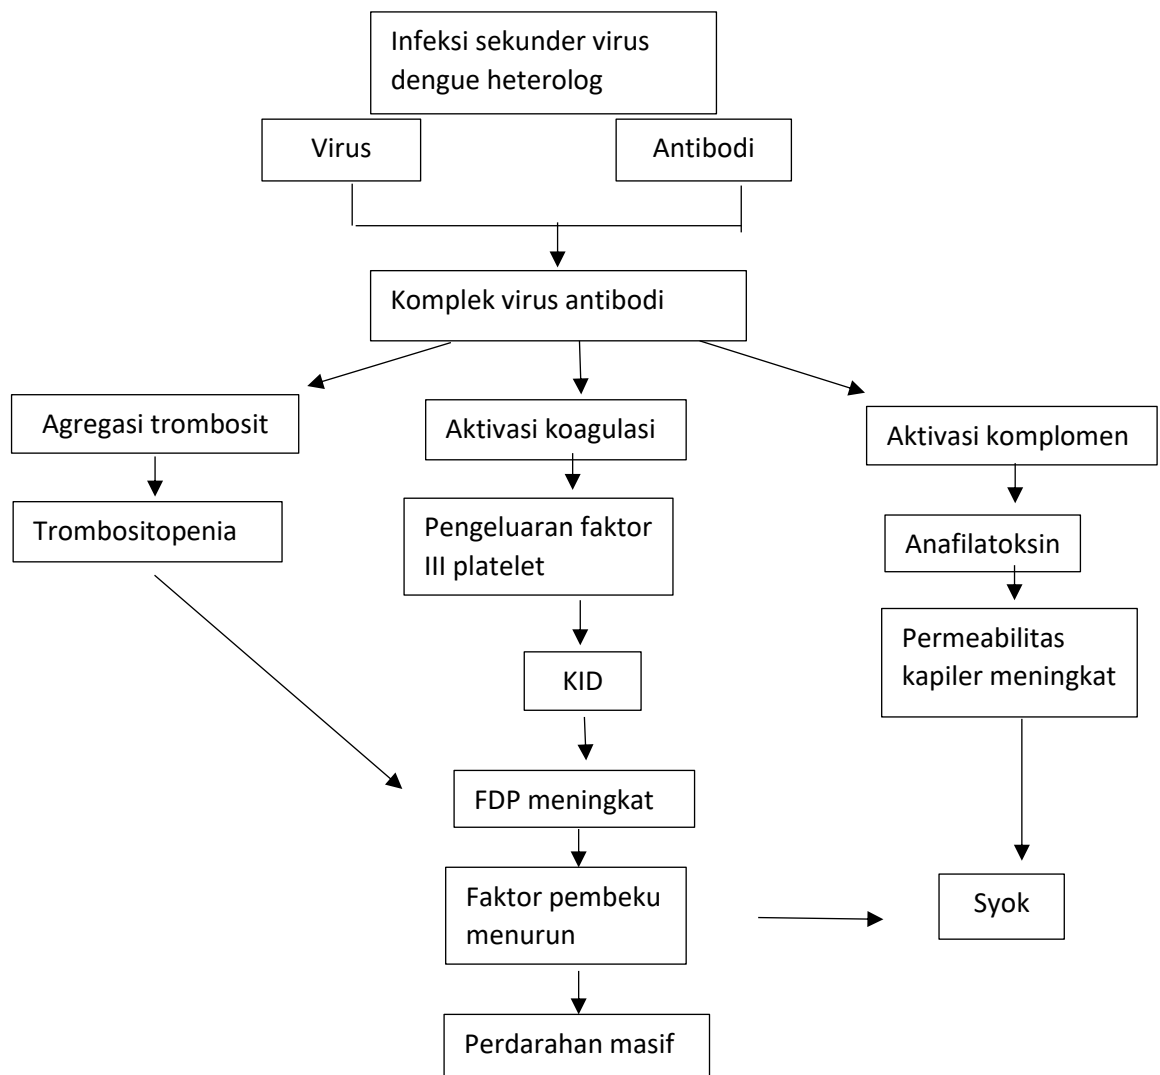 Infeksi sekunder virus
dengue heterolog
Virus
Antibodi
Komplek virus antibodi
Agregasi trombosit
Aktivasi koagulasi
Aktivasi komplomen
Trombositopenia
Pengeluaran faktor
III platelet
Anafilatoksin
Permeabilitas
kapiler meningkat
KID
FDP meningkat
Faktor pembeku
menurun
Syok
Perdarahan masif